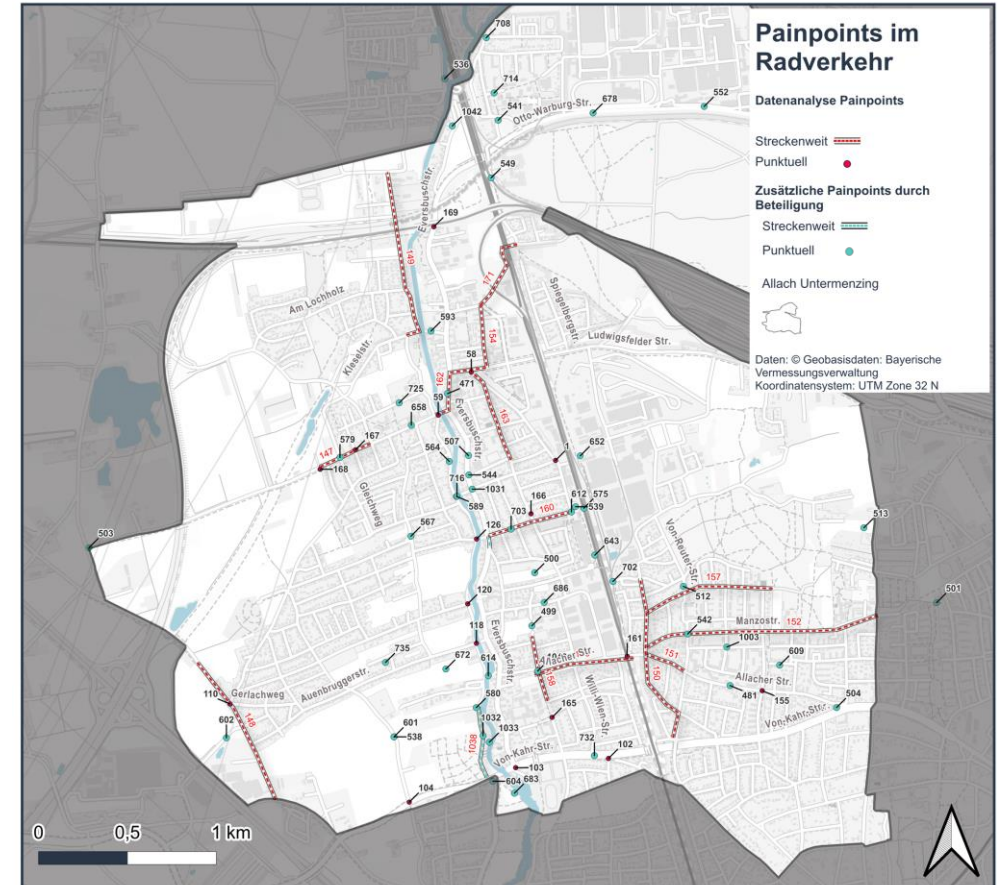 Painpoints im
Radverkehr
Datenanalyse Painpoints
Streckenweit
Punktuell
Zusätzliche Painpoints durch
Beteiligung
Streckenweit
Punktuell
Allach Untermenzing
Daten: © Geobasisdaten: Bayerische
Vermessungsverwaltung
Koordinatensystem: UTM Zone 32 N
708
536
714
552
541
678
Otto-Warburg-Str.
1042
549
Eversbuschstr.
169
149
171
Am Lochholz
Spiegelbergstr.
593
154
Ludwigsfelder Str.
Kleselstr.
58
162
471
725
59
163
658
Eversbuschstr.
579
167
507
1
652
147
564
168
544
716
1031
Gleichweg
589
166
612
575
160
539
703
513
567
126
503
643
Von-Reuter-Str.
500
702
157
120
686
512
501
499
Manzostr.
542
152
118
Eversbuschstr.
161
1003
735
Allacher Str.
151
609
672
614
158
150
Auenbruggerstr.
Gerlachweg
Allacher Str.
110
580
Willi-Wien-Str.
481
155
504
148
165
602
601
1032
Von-Kahr-Str.
538
1033
1038
Von-Kahr-Str.
732
102
103
604
683
104
0 0,5 1 km